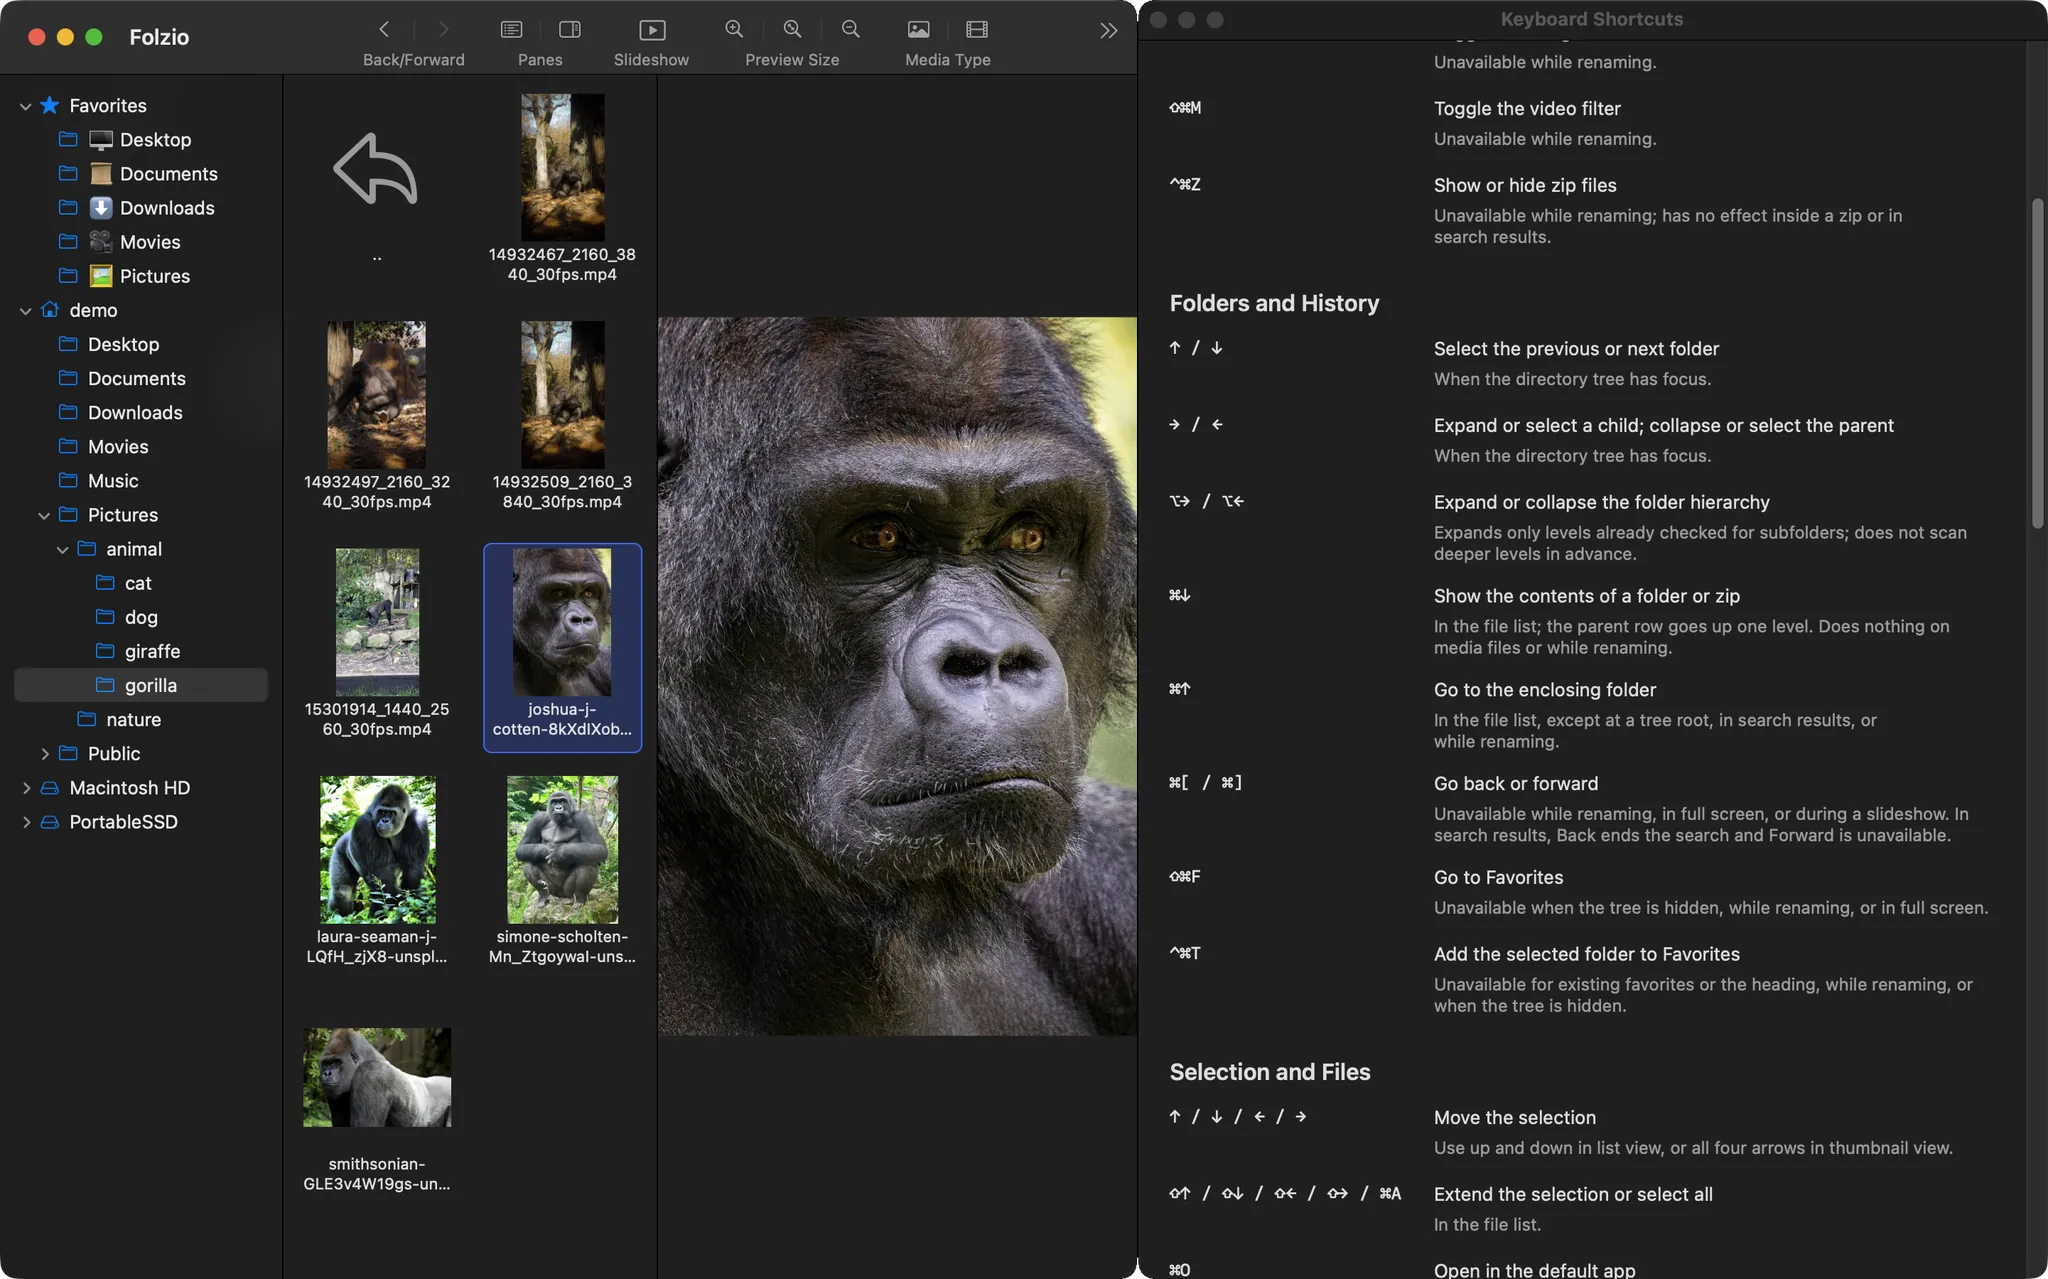 Folzio
Back/Forward
Panes
Slideshow
Preview Size
Media Type
Favorites
Desktop
Documents
Downloads
Movies
Pictures
demo
Desktop
Documents
Downloads
Movies
Music
Pictures
animal
cat
dog
giraffe
gorilla
nature
Public
Macintosh HD
PortableSSD
..
14932467_2160_38
40_30fps.mp4
14932497_2160_32
40_30fps.mp4
14932509_2160_3
840_30fps.mp4
15301914_1440_25
60_30fps.mp4
joshua-j-
cotten-8kXdlXob...
laura-seaman-j-
LQfH_zjX8-unspl...
simone-scholten-
Mn_Ztgoywal-uns...
smithsonian-
GLE3v4W19gs-un...
Keyboard Shortcuts
Unavailable while renaming.
⇧⌘M Toggle the video filter
Unavailable while renaming.
^⌘Z Show or hide zip files
Unavailable while renaming; has no effect inside a zip or in
search results.
Folders and History
↑ / ↓ Select the previous or next folder
When the directory tree has focus.
→ / ← Expand or select a child; collapse or select the parent
When the directory tree has focus.
⌥→ / ⌥← Expand or collapse the folder hierarchy
Expands only levels already checked for subfolders; does not scan
deeper levels in advance.
⌘↓ Show the contents of a folder or zip
In the file list; the parent row goes up one level. Does nothing on
media files or while renaming.
⌘↑ Go to the enclosing folder
In the file list, except at a tree root, in search results, or
while renaming.
⌘[ / ⌘] Go back or forward
Unavailable while renaming, in full screen, or during a slideshow. In
search results, Back ends the search and Forward is unavailable.
⇧⌘F Go to Favorites
Unavailable when the tree is hidden, while renaming, or in full screen.
^⌘T Add the selected folder to Favorites
Unavailable for existing favorites or the heading, while renaming, or
when the tree is hidden.
Selection and Files
↑ / ↓ / ← / → Move the selection
Use up and down in list view, or all four arrows in thumbnail view.
⇧↑ / ⇧↓ / ⇧← / ⇧→ / ⌘A Extend the selection or select all
In the file list.
⌘O Open in the default app